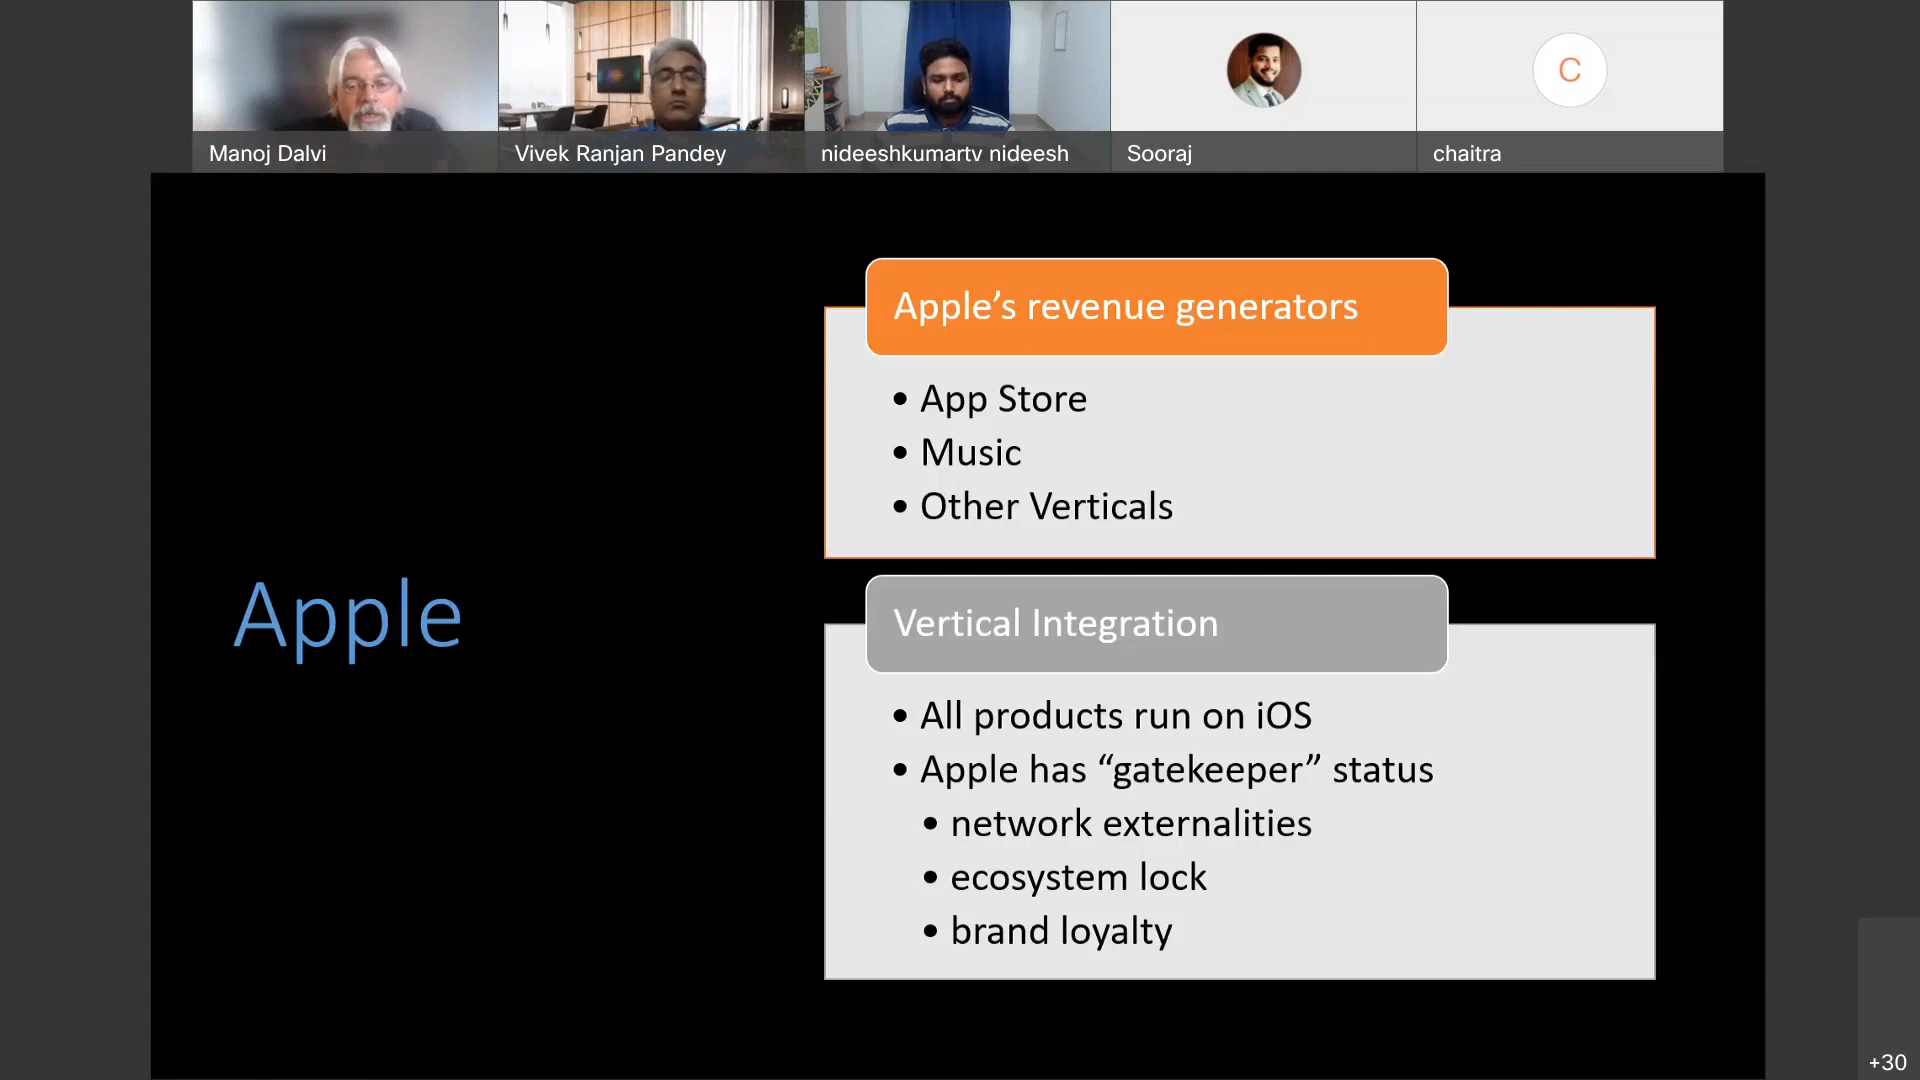 Manoj Dalvi
Vivek Ranjan Pandey
nideeshkumartv nideesh
Sooraj
C
chaitra
Apple
Apple’s revenue generators
• App Store
• Music
• Other Verticals
Vertical Integration
• All products run on iOS
• Apple has “gatekeeper” status
• network externalities
• ecosystem lock
• brand loyalty
+30